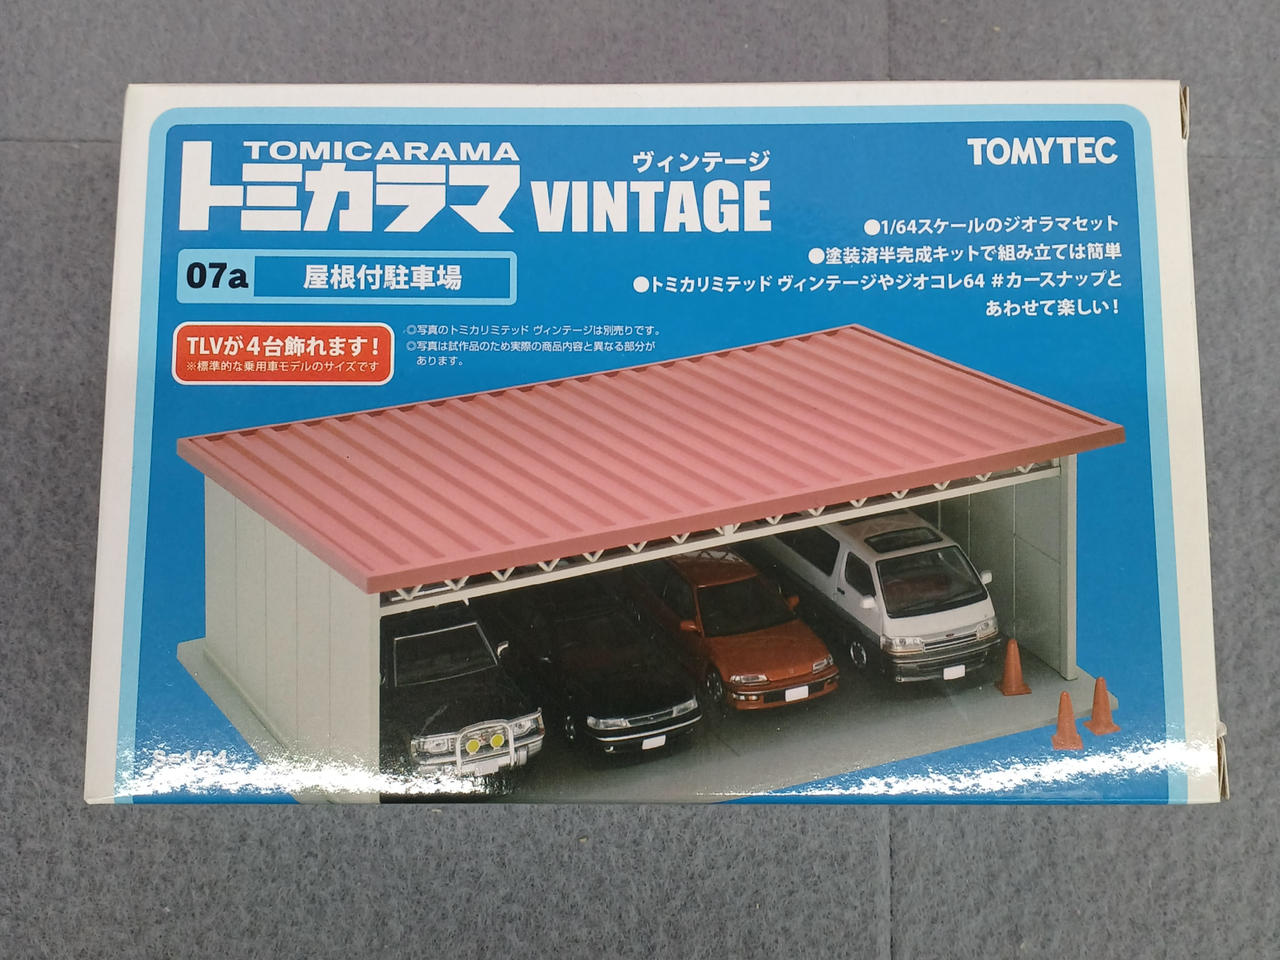 TOMICARAMA
トミカラマ
ヴィンテージ
VINTAGE
TOMYTEC
07a 屋根付駐車場
●1/64スケールのジオラマセット
●塗装済半完成キットで組み立ては簡単
●トミカリミテッド ヴィンテージやジオコレ64 #カースナップと
あわせて楽しい！
TLVが4台飾れます！
※標準的な乗用車モデルのサイズです
◎写真のトミカリミテッド ヴィンテージは別売りです。
◎写真は試作品のため実際の商品内容と異なる部分が
あります。
S=1/64